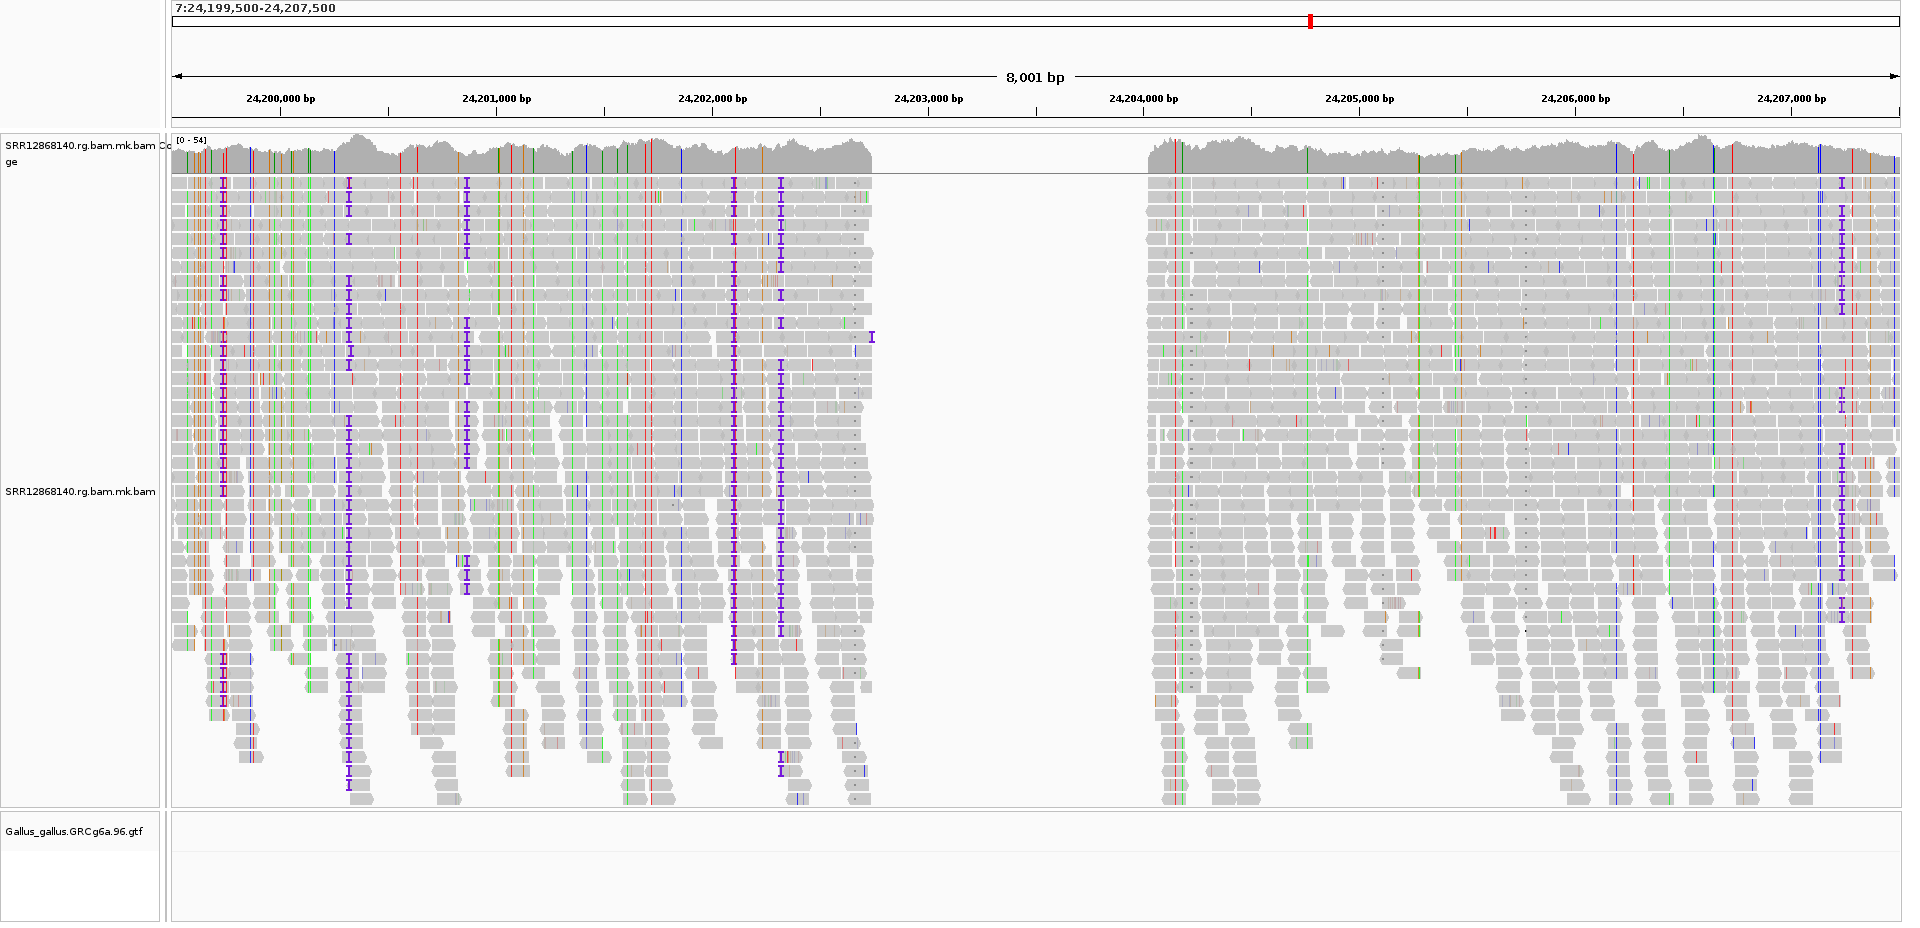 7:24,199,500-24,207,500
8,001 bp
24,200,000 bp 24,201,000 bp 24,202,000 bp 24,203,000 bp 24,204,000 bp 24,205,000 bp 24,206,000 bp 24,207,000 bp
SRR12868140.rg.bam.mk.bam Co
ge
[0 - 54]
SRR12868140.rg.bam.mk.bam
Gallus_gallus.GRCg6a.96.gtf